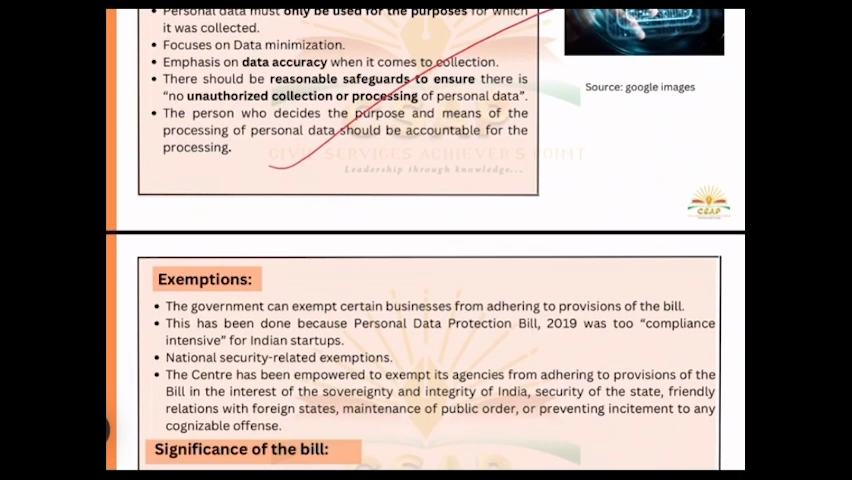 • Personal data must only be used for the purposes for which
it was collected.
• Focuses on Data minimization.
• Emphasis on data accuracy when it comes to collection.
• There should be reasonable safeguards to ensure there is
“no unauthorized collection or processing of personal data”.
• The person who decides the purpose and means of the
processing of personal data should be accountable for the
processing.
CSAP
CIVIL SERVICES ACHIEVER'S POINT
Leadership through knowledge...
Source: google images
CSAP
Exemptions:
• The government can exempt certain businesses from adhering to provisions of the bill.
• This has been done because Personal Data Protection Bill, 2019 was too “compliance
intensive” for Indian startups.
• National security-related exemptions.
• The Centre has been empowered to exempt its agencies from adhering to provisions of the
Bill in the interest of the sovereignty and integrity of India, security of the state, friendly
relations with foreign states, maintenance of public order, or preventing incitement to any
cognizable offense.
Significance of the bill:
CSAP